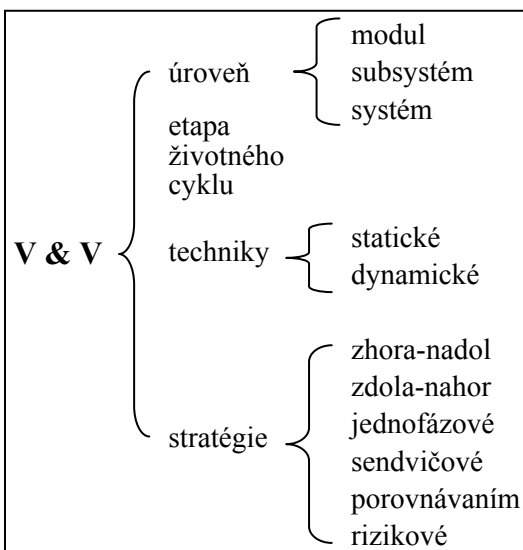 V & V
úroveň
modul
subsystém
systém
etapa
životného
cyklu
techniky
statické
dynamické
stratégie
zhora-nadol
zdola-nahor
jednofázové
sendvičové
porovnávaním
rizikové